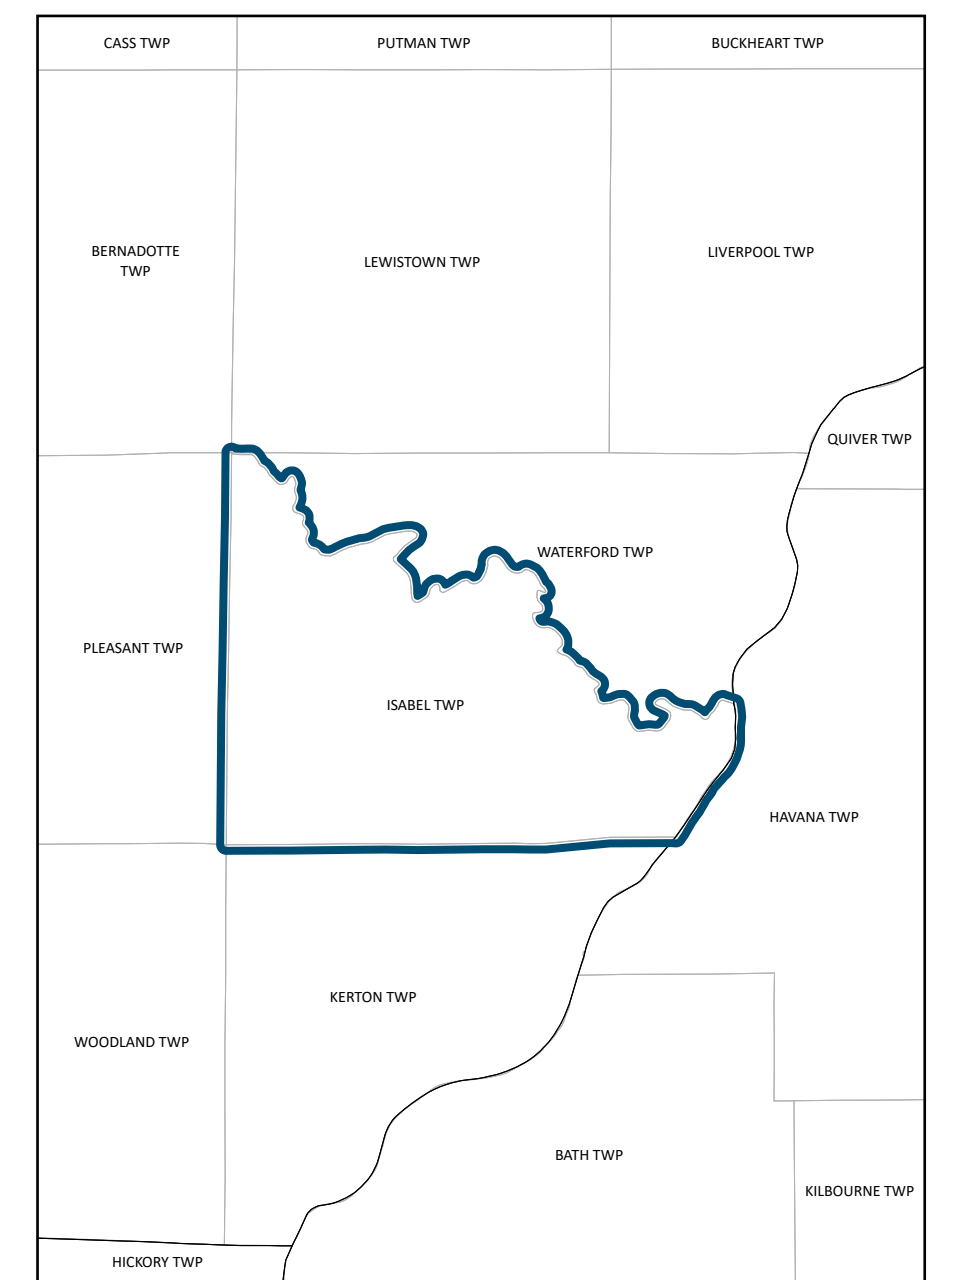 CASS TWP
PUTMAN TWP
BUCKHEART TWP
BERNADOTTE
TWP
LEWISTOWN TWP
LIVERPOOL TWP
QUIVER TWP
WATERFORD TWP
PLEASANT TWP
ISABEL TWP
HAVANA TWP
KERTON TWP
WOODLAND TWP
BATH TWP
KILBOURNE TWP
HICKORY TWP